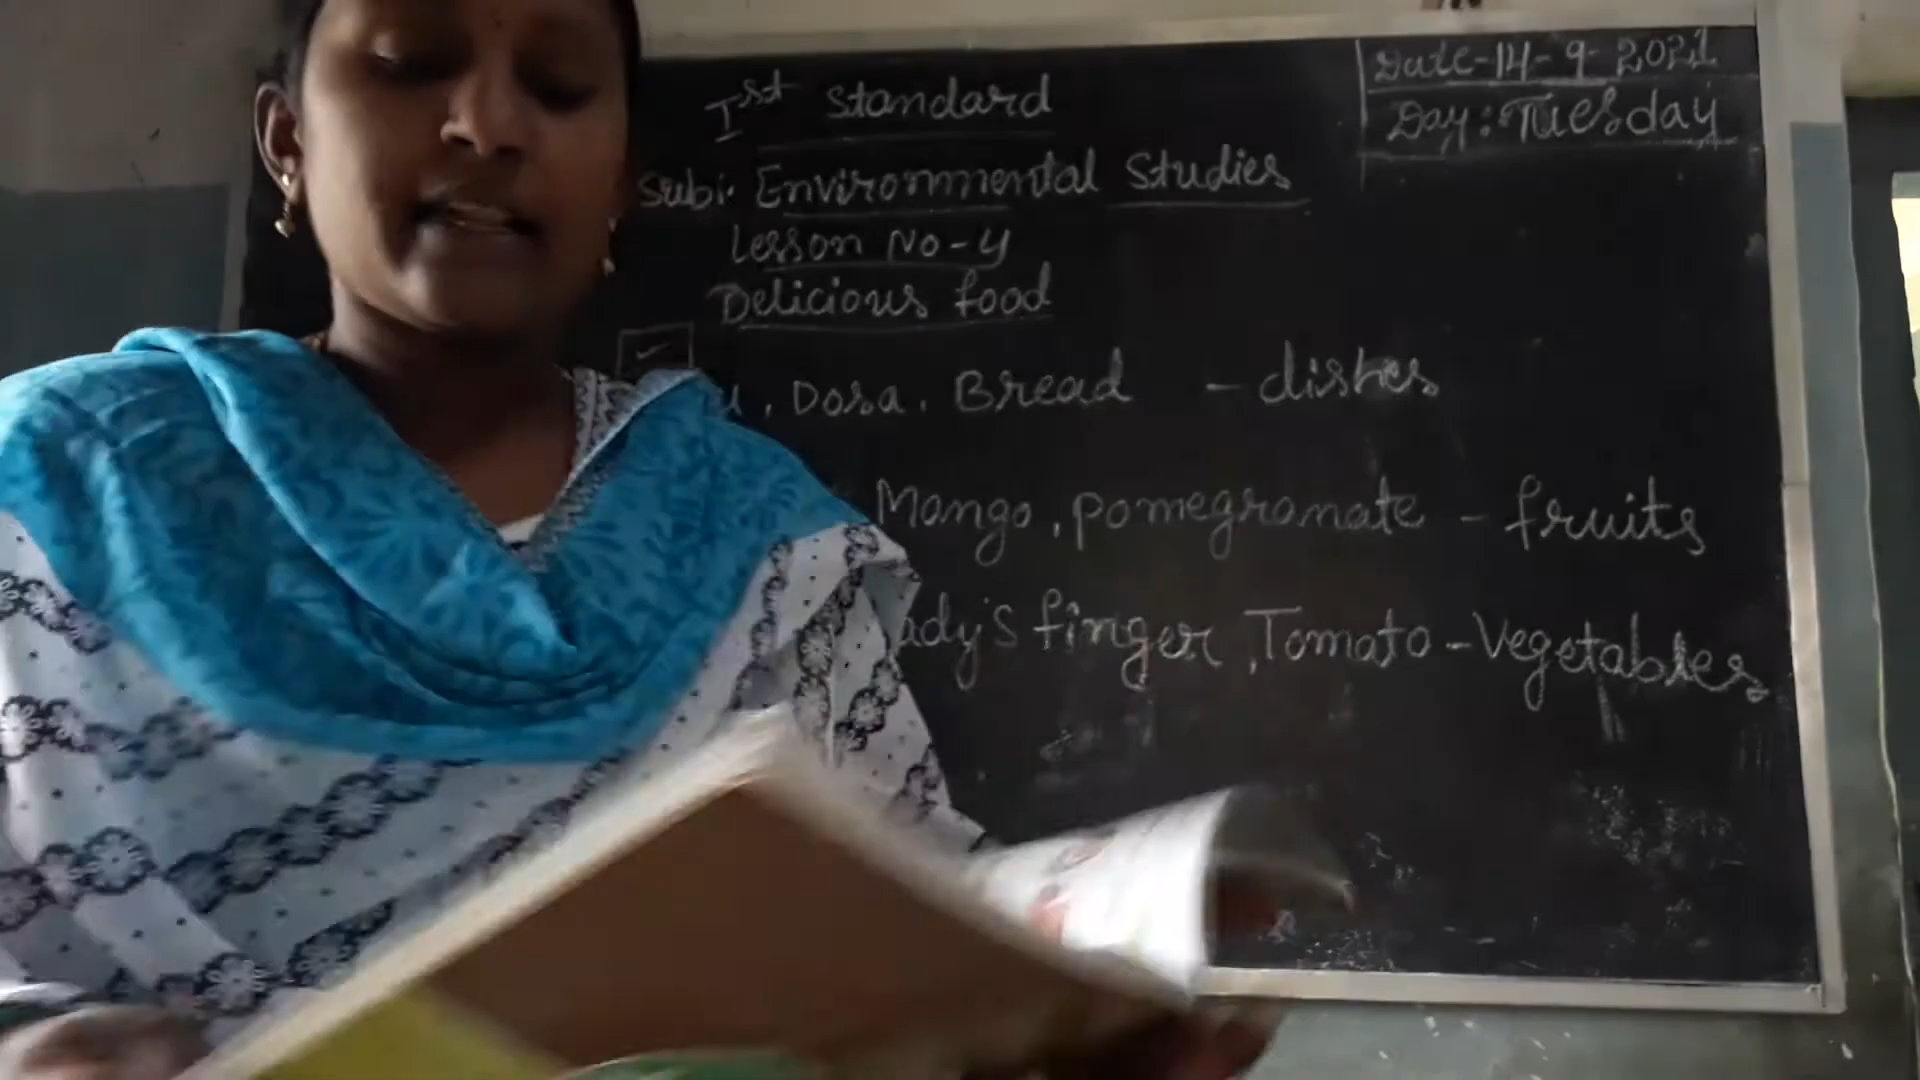 Date-14-9-2021
Day: Tuesday
Ist Standard
Sub: Environmental Studies
Lesson No-4
Delicious food
Dosa. Bread - dishes
Mango, pomegranate - fruits
finger, Tomato - Vegetables